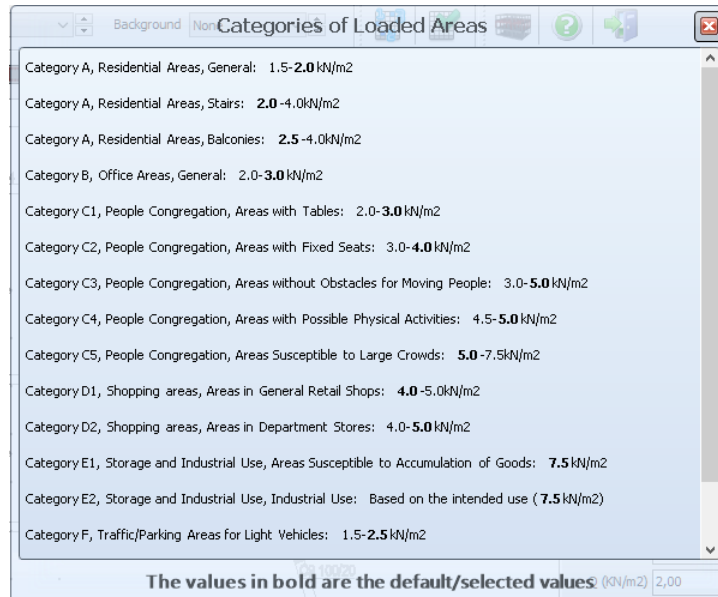 Background None
Categories of Loaded Areas
Category A, Residential Areas, General: 1.5-2.0 kN/m2
Category A, Residential Areas, Stairs: 2.0 -4.0kN/m2
Category A, Residential Areas, Balconies: 2.5 -4.0kN/m2
Category B, Office Areas, General: 2.0-3.0 kN/m2
Category C1, People Congregation, Areas with Tables: 2.0-3.0 kN/m2
Category C2, People Congregation, Areas with Fixed Seats: 3.0-4.0 kN/m2
Category C3, People Congregation, Areas without Obstacles for Moving People: 3.0-5.0 kN/m2
Category C4, People Congregation, Areas with Possible Physical Activities: 4.5-5.0 kN/m2
Category C5, People Congregation, Areas Susceptible to Large Crowds: 5.0 -7.5kN/m2
Category D1, Shopping areas, Areas in General Retail Shops: 4.0 -5.0kN/m2
Category D2, Shopping areas, Areas in Department Stores: 4.0-5.0 kN/m2
Category E1, Storage and Industrial Use, Areas Susceptible to Accumulation of Goods: 7.5 kN/m2
Category E2, Storage and Industrial Use, Industrial Use: Based on the intended use ( 7.5 kN/m2)
Category F, Traffic/Parking Areas for Light Vehicles: 1.5-2.5 kN/m2
100/20
The values in bold are the default/selected values
(KN/m2) 2,00